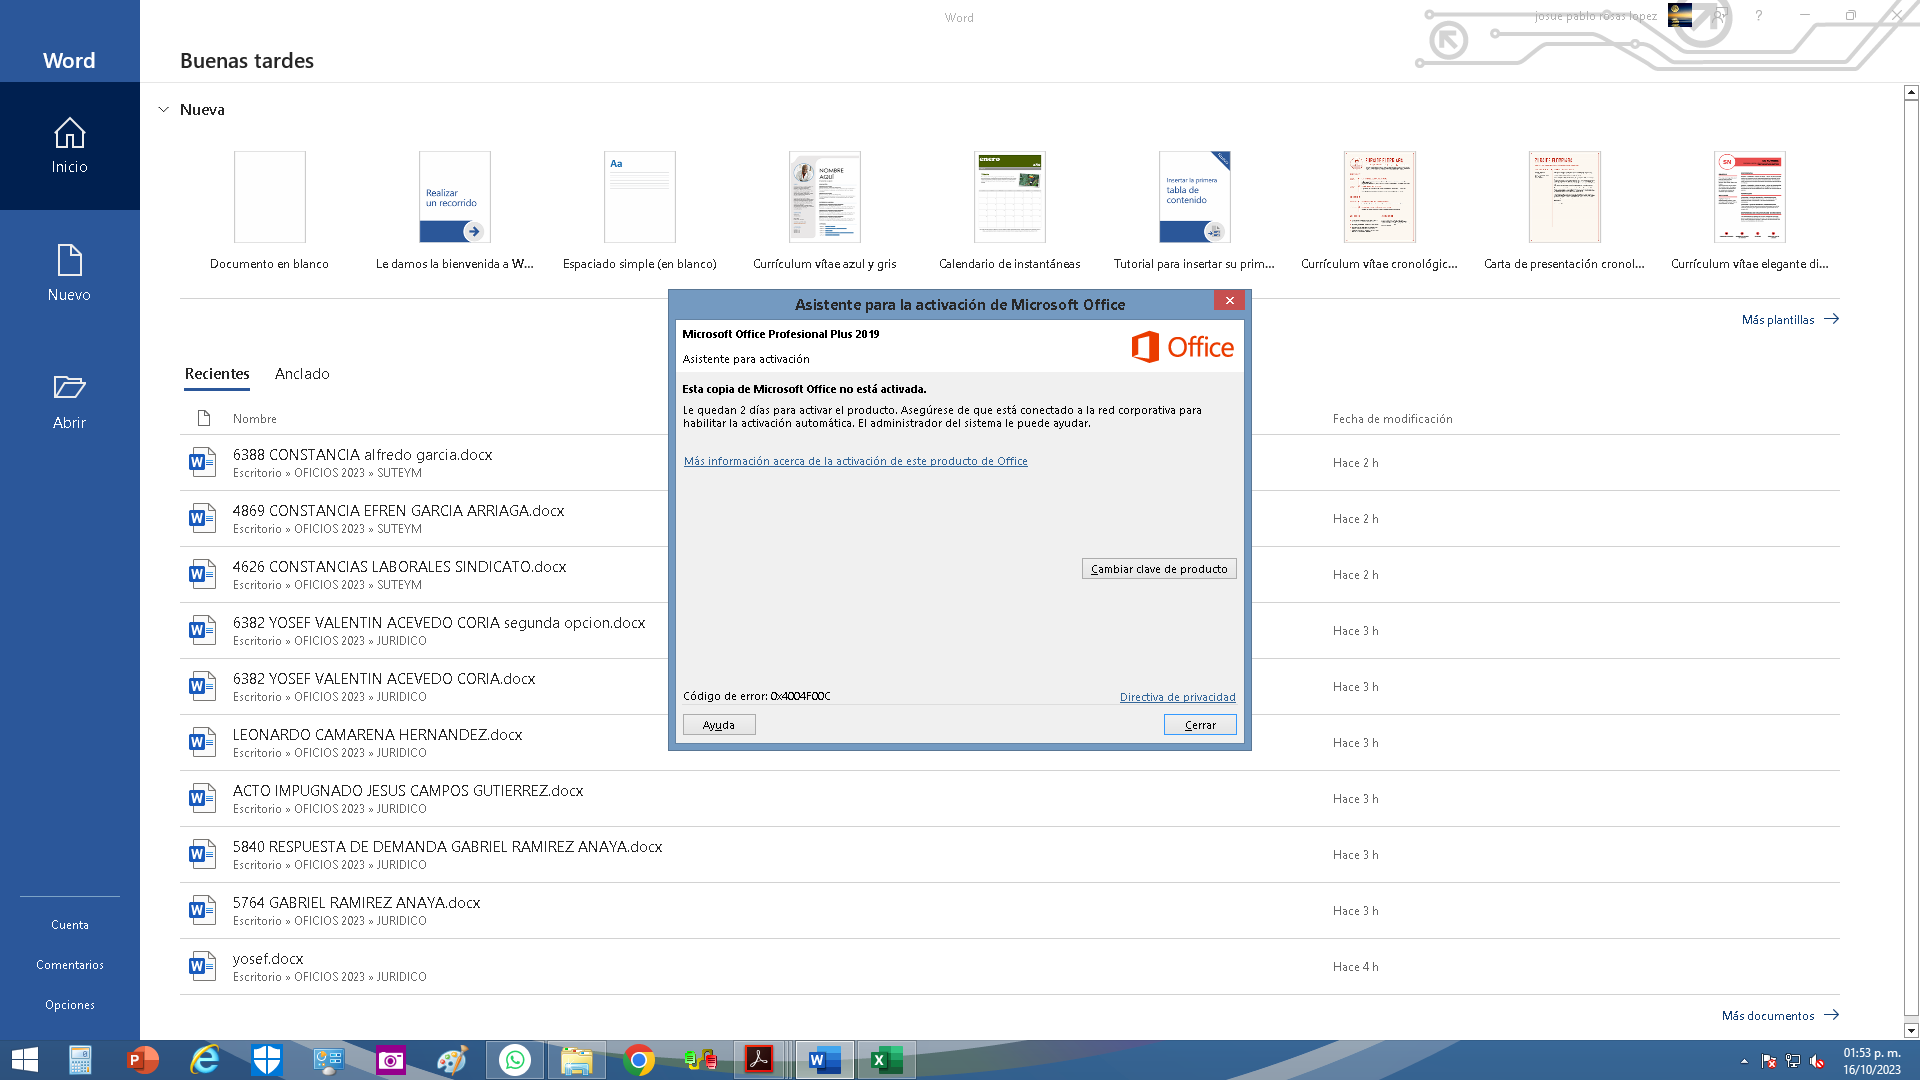 Word
josue pablo rosas lopez
?
Word
Inicio
Nuevo
Abrir
Cuenta
Comentarios
Opciones
Buenas tardes
Nueva
Realizar
un recorrido
Aa
NOMBRE
AQUÍ
enero
Insertar la primera
tabla de
contenido
SN
Documento en blanco
Le damos la bienvenida a W...
Espaciado simple (en blanco)
Currículum vítae azul y gris
Calendario de instantáneas
Tutorial para insertar su prim...
Currículum vítae cronológic...
Carta de presentación cronol...
Currículum vítae elegante di...
Más plantillas
Asistente para la activación de Microsoft Office
Microsoft Office Profesional Plus 2019
Asistente para activación
Office
Esta copia de Microsoft Office no está activada.
Le quedan 2 días para activar el producto. Asegúrese de que está conectado a la red corporativa para
habilitar la activación automática. El administrador del sistema le puede ayudar.
Más información acerca de la activación de este producto de Office
Cambiar clave de producto
Código de error: 0x4004F00C
Directiva de privacidad
Ayuda
Cerrar
Recientes
Anclado
Nombre
Fecha de modificación
6388 CONSTANCIA alfredo garcia.docx
Escritorio » OFICIOS 2023 » SUTEYM
Hace 2 h
4869 CONSTANCIA EFREN GARCIA ARRIAGA.docx
Escritorio » OFICIOS 2023 » SUTEYM
Hace 2 h
4626 CONSTANCIAS LABORALES SINDICATO.docx
Escritorio » OFICIOS 2023 » SUTEYM
Hace 2 h
6382 YOSEF VALENTIN ACEVEDO CORIA segunda opcion.docx
Escritorio » OFICIOS 2023 » JURIDICO
Hace 3 h
6382 YOSEF VALENTIN ACEVEDO CORIA.docx
Escritorio » OFICIOS 2023 » JURIDICO
Hace 3 h
LEONARDO CAMARENA HERNANDEZ.docx
Escritorio » OFICIOS 2023 » JURIDICO
Hace 3 h
ACTO IMPUGNADO JESUS CAMPOS GUTIERREZ.docx
Escritorio » OFICIOS 2023 » JURIDICO
Hace 3 h
5840 RESPUESTA DE DEMANDA GABRIEL RAMIREZ ANAYA.docx
Escritorio » OFICIOS 2023 » JURIDICO
Hace 3 h
5764 GABRIEL RAMIREZ ANAYA.docx
Escritorio » OFICIOS 2023 » JURIDICO
Hace 3 h
yosef.docx
Escritorio » OFICIOS 2023 » JURIDICO
Hace 4 h
Más documentos
01:53 p. m.
16/10/2023